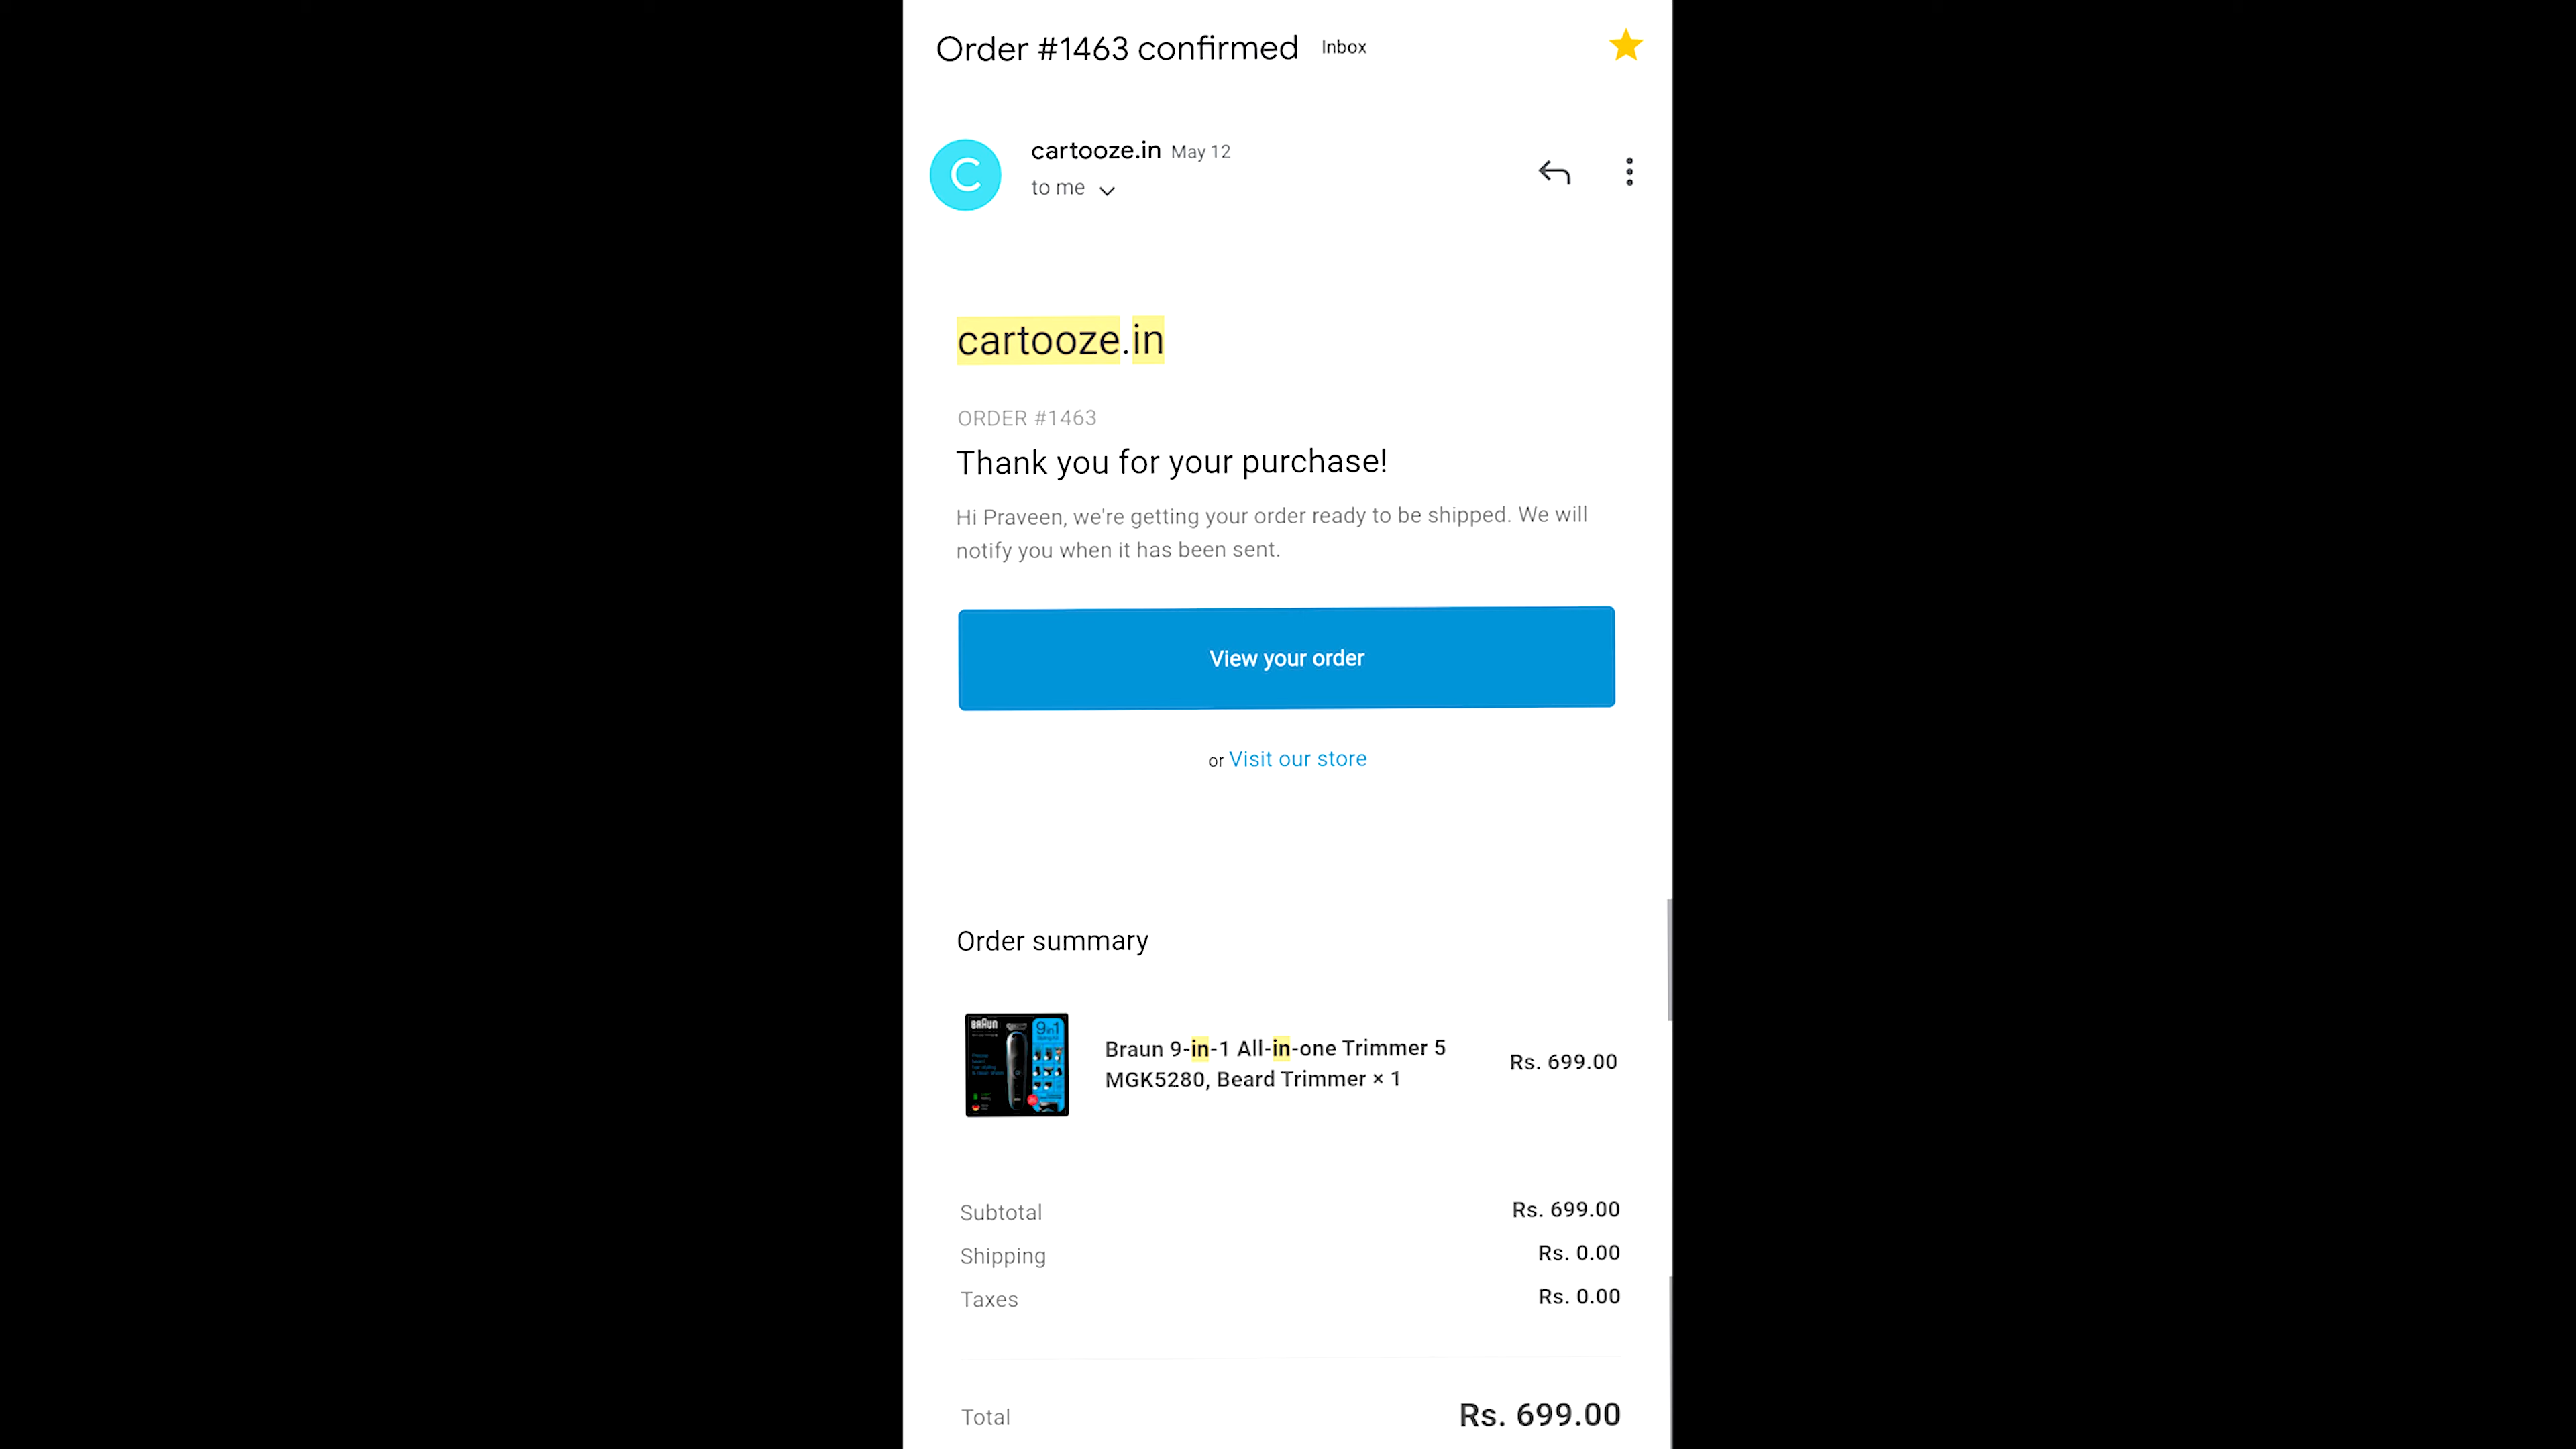 Order #1463 confirmed Inbox
C
cartooze.in May 12
to me
cartooze.in
ORDER #1463
Thank you for your purchase!
Hi Praveen, we're getting your order ready to be shipped. We will
notify you when it has been sent.
View your order
or Visit our store
Order summary
BRAUN
9in1
Braun 9-in-1 All-in-one Trimmer 5
MGK5280, Beard Trimmer × 1
Rs. 699.00
Subtotal Rs. 699.00
Shipping Rs. 0.00
Taxes Rs. 0.00
Total Rs. 699.00